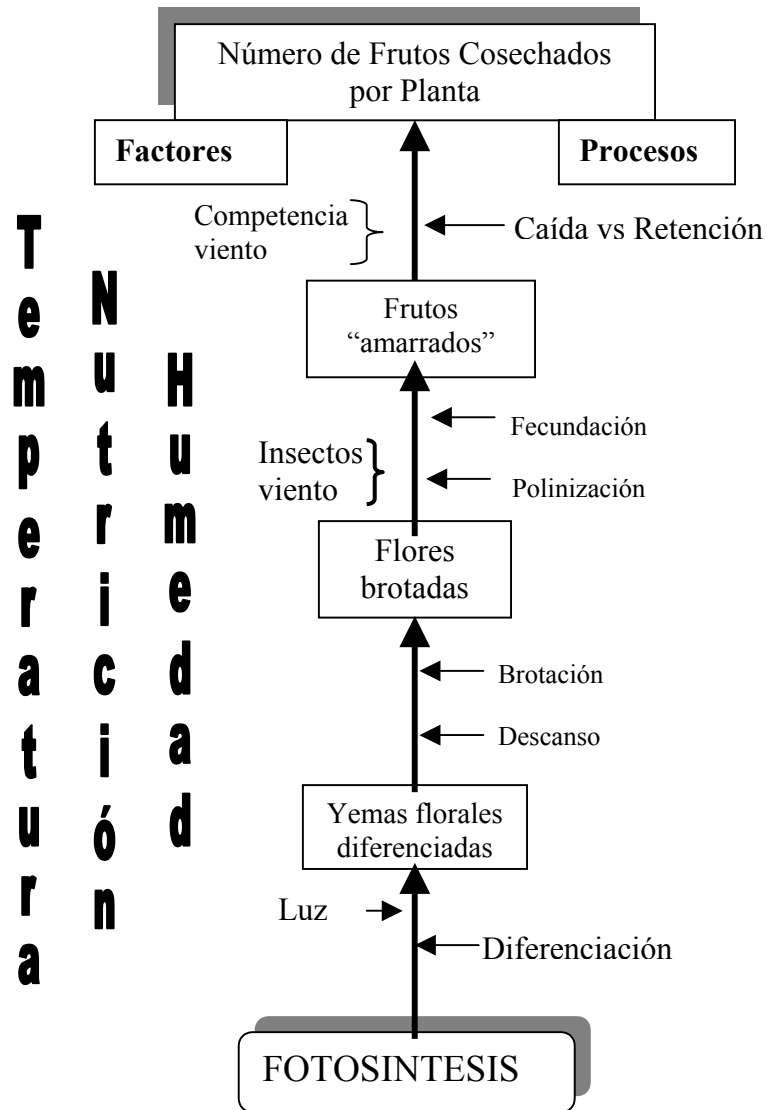 Número de Frutos Cosechados
por Planta
Factores
Procesos
Competencia
viento
Caída vs Retención
Frutos
“amarrados”
Fecundación
Insectos
viento
Polinización
Flores
brotadas
Brotación
Descanso
Yemas florales
diferenciadas
Luz
Diferenciación
FOTOSINTESIS
Temperatura
Nutrición
Humedad